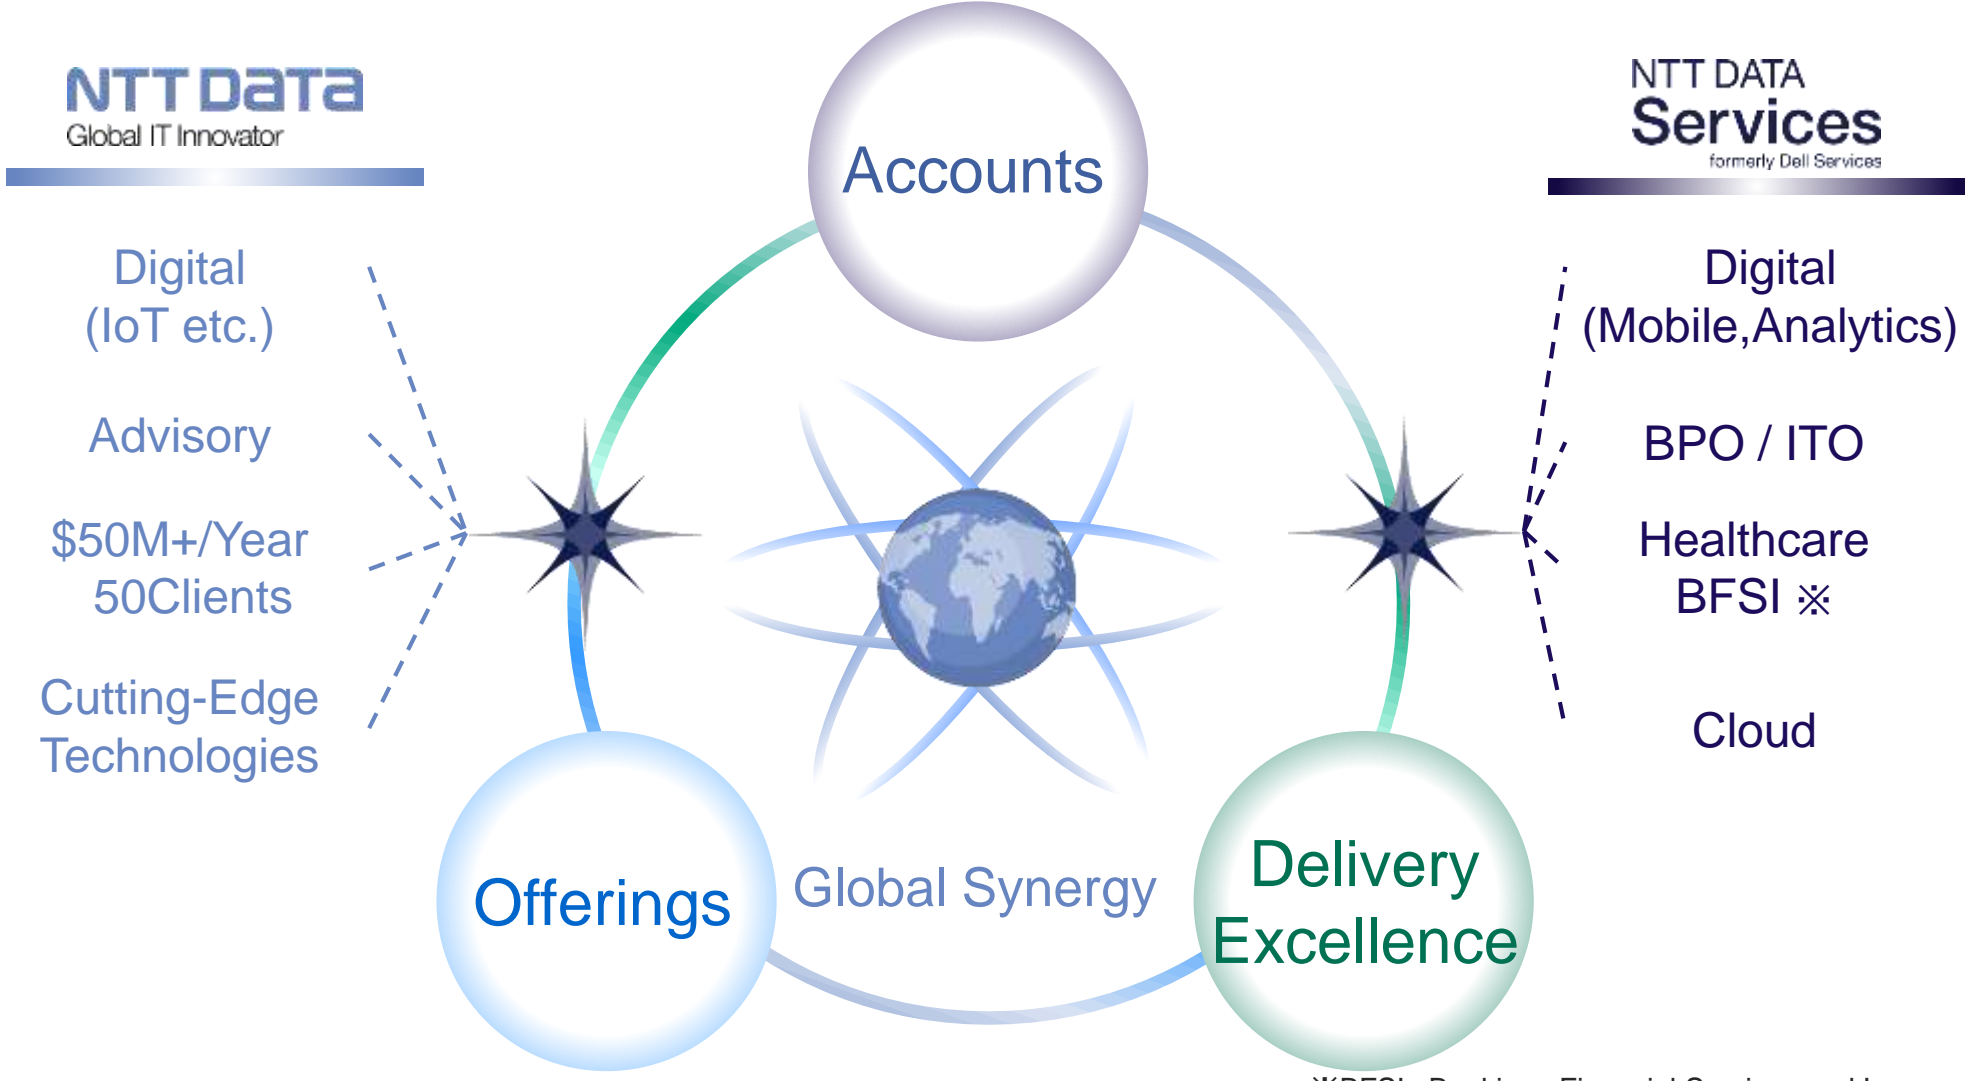 NTT DATA
Global IT Innovator
Digital
(IoT etc.)
Advisory
$50M+/Year
50Clients
Cutting-Edge
Technologies
Accounts
Offerings
Global Synergy
Delivery
Excellence
NTT DATA
Services
formerly Dell Services
Digital
(Mobile,Analytics)
BPO / ITO
Healthcare
BFSI ※
Cloud